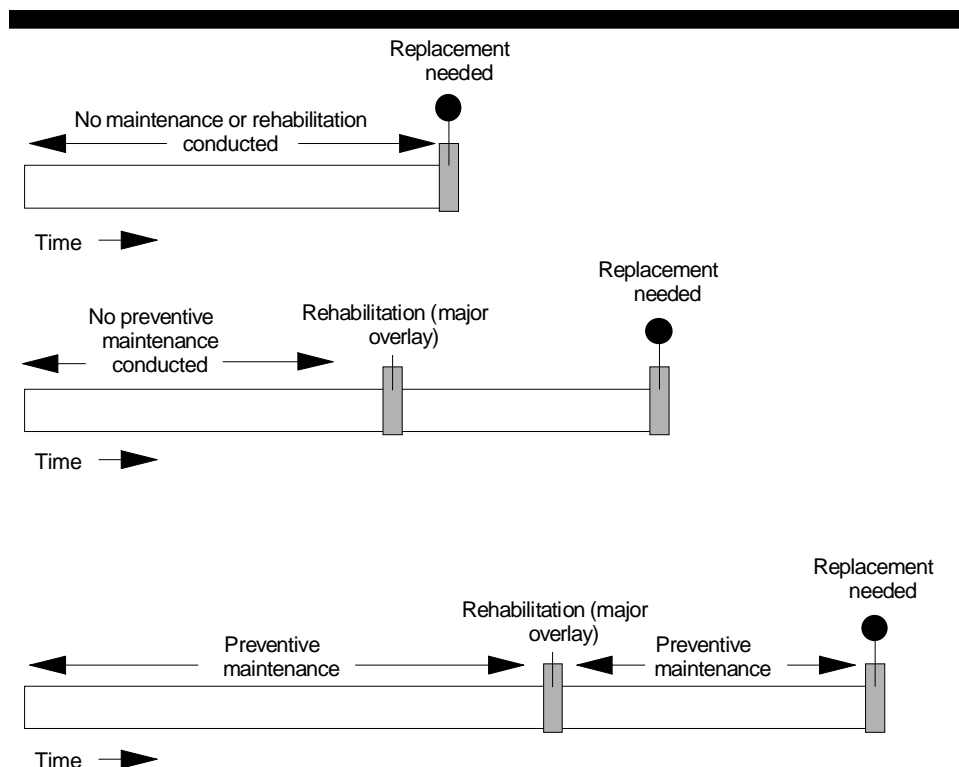 Replacement
needed
No maintenance or rehabilitation
conducted
Time
Replacement
needed
No preventive
maintenance
conducted
Rehabilitation (major
overlay)
Time
Replacement
needed
Rehabilitation (major
overlay)
Preventive
maintenance
Preventive
maintenance
Time